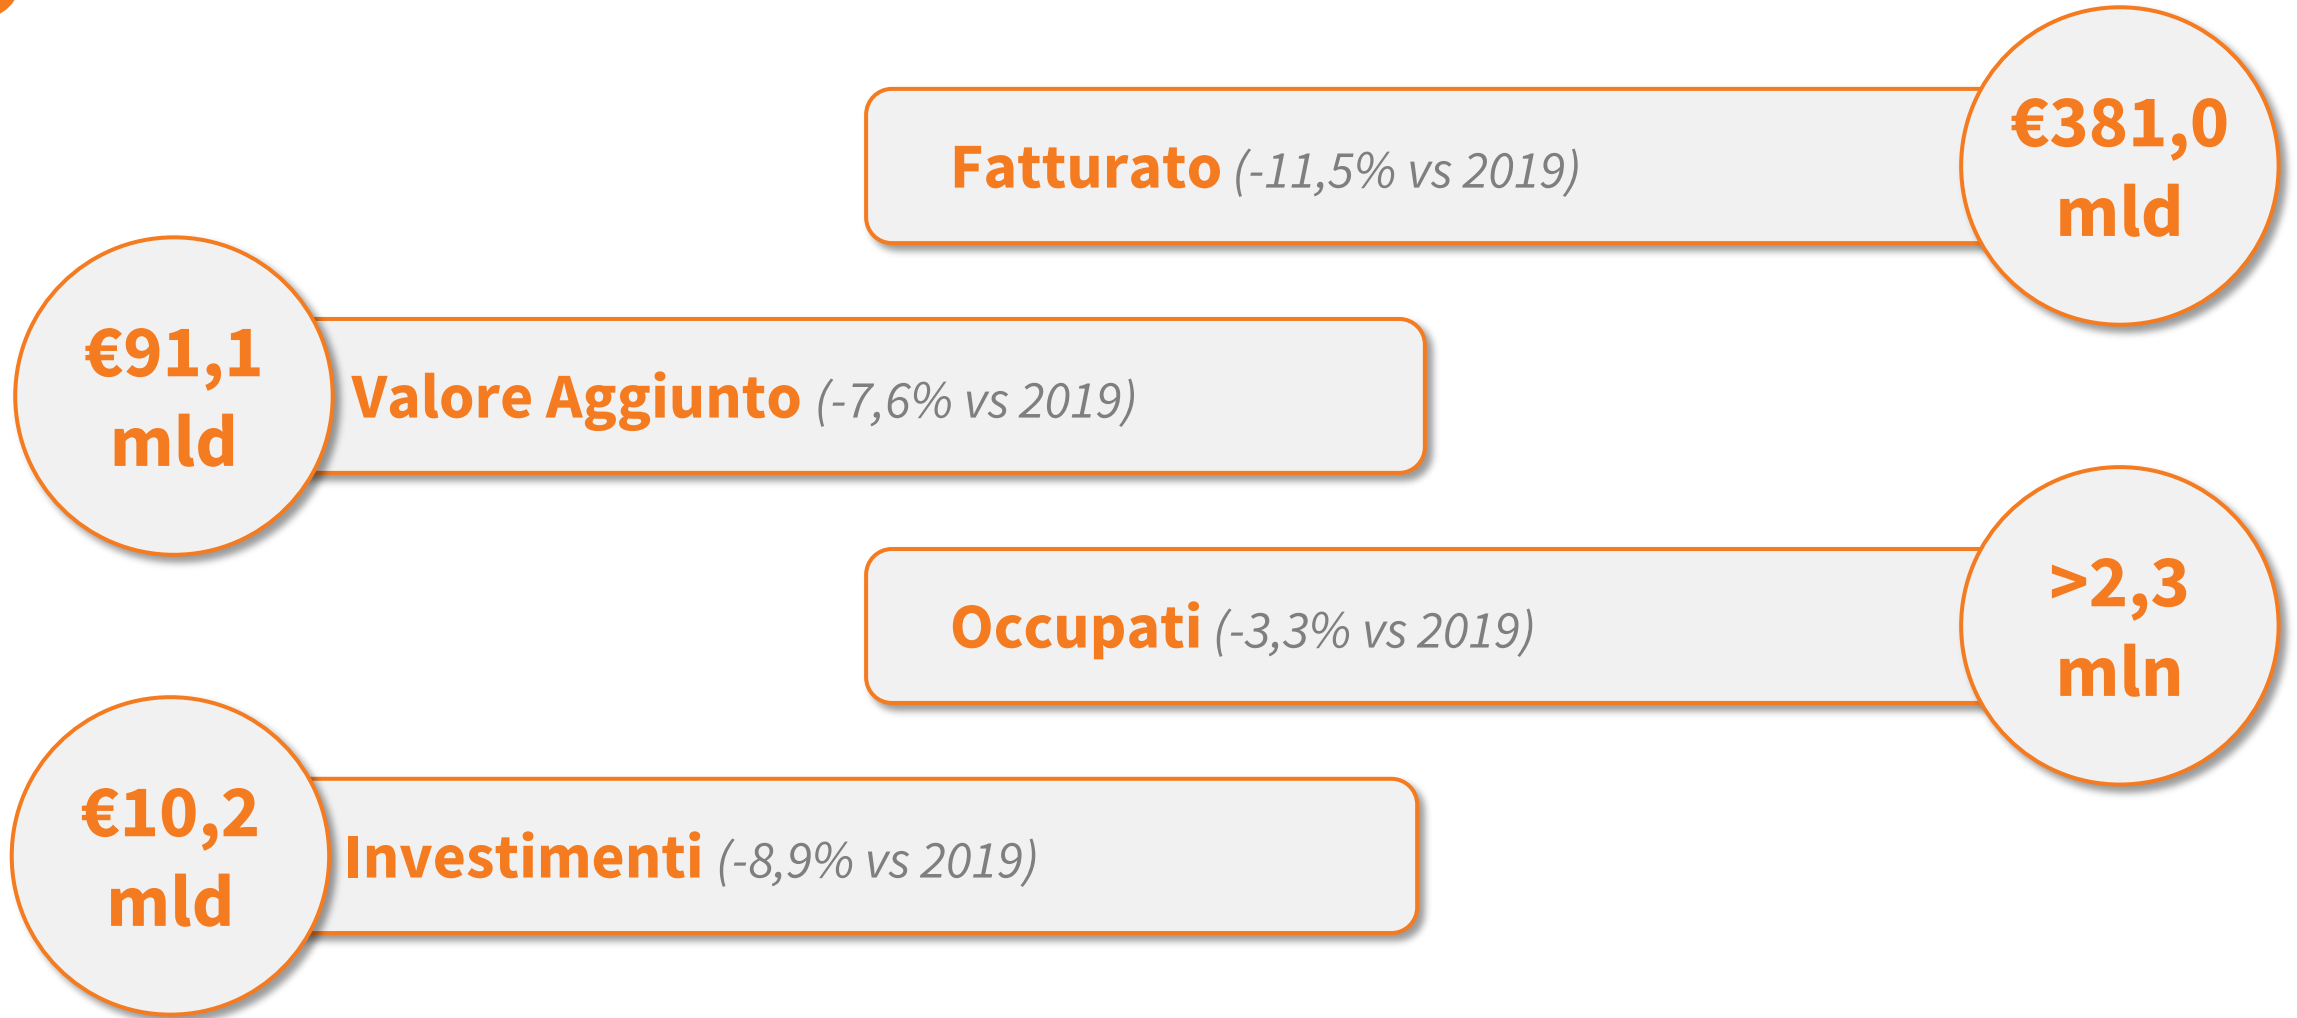 Fatturato (-11,5% vs 2019)
€381,0
mld
€91,1
mld
Valore Aggiunto (-7,6% vs 2019)
Occupati (-3,3% vs 2019)
>2,3
mln
€10,2
mld
Investimenti (-8,9% vs 2019)